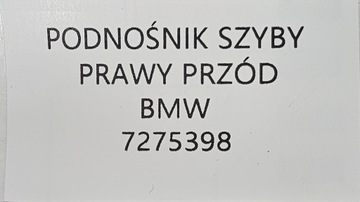 PODNOŚNIK SZYBY
PRAWY PRZÓD
BMW
7275398